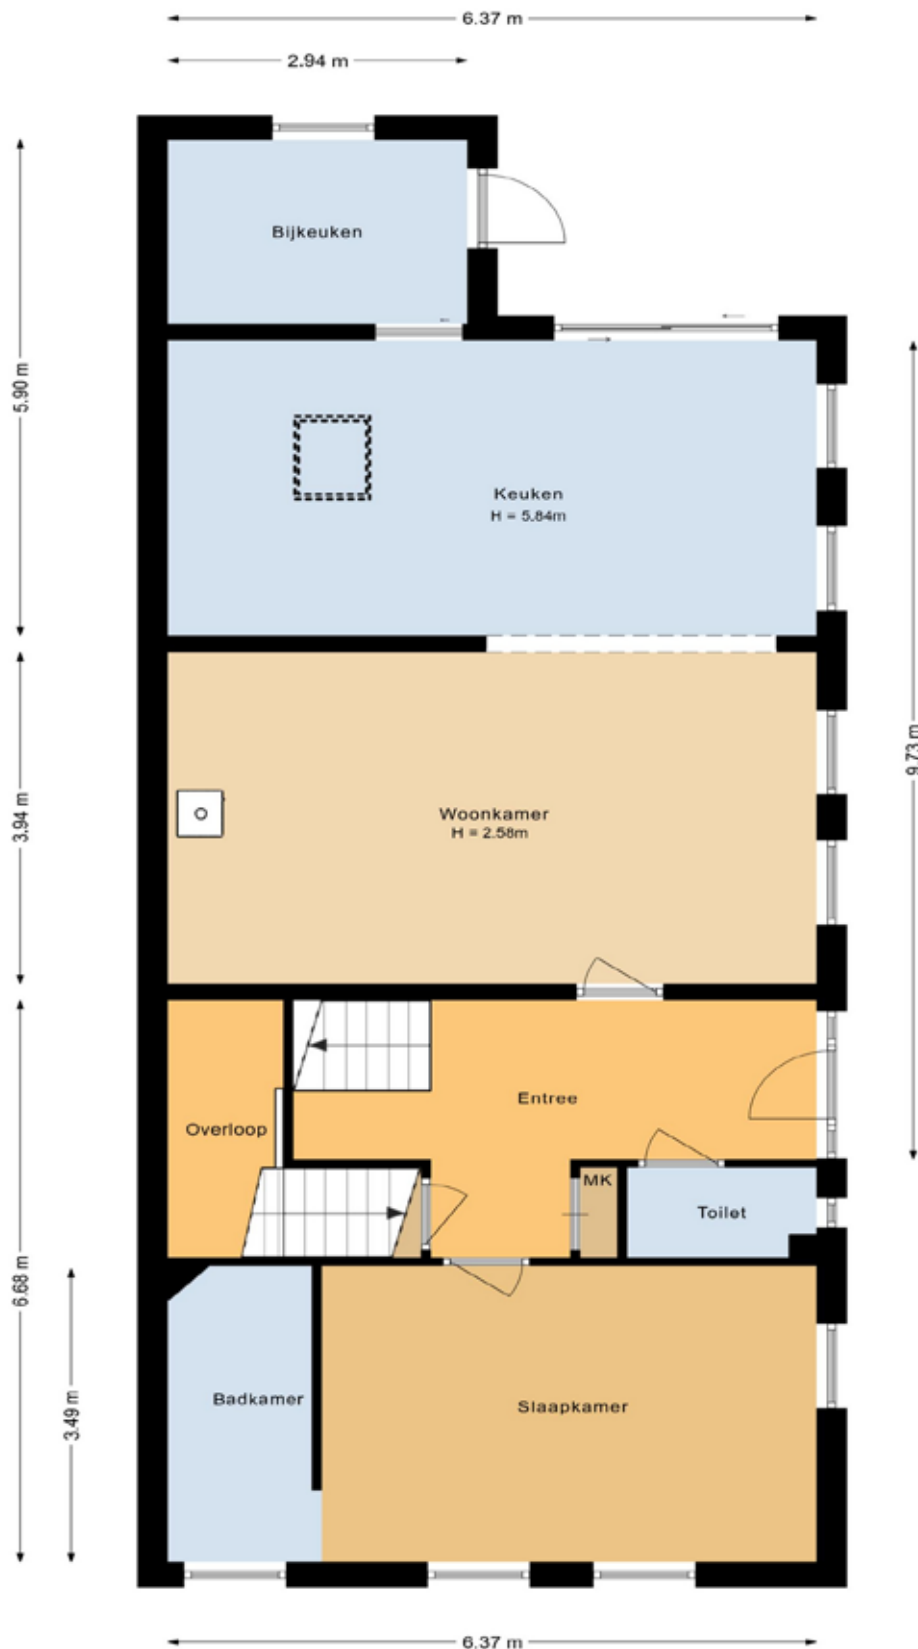 6.37 m
2.94 m
Bijkeuken
5.90 m
Keuken
H = 5.84m
9.73 m
3.94 m
Woonkamer
H = 2.58m
Entree
Overloop
MK
Toilet
6.68 m
3.49 m
Badkamer
Slaapkamer
6.37 m